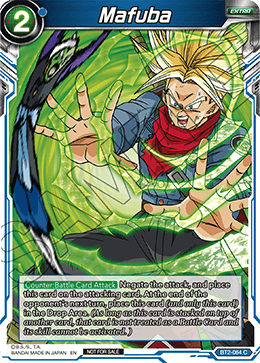 2
Mafuba
EXTRA
Counter:Battle Card Attack Negate the attack, and place
this card on the attacking card. At the end of the
opponent's next turn, place this card (and only this card)
in the Drop Area. (As long as this card is stacked on top of
another card, that card is not treated as a Battle Card and
its skill cannot be activated.)
BANDAI MADE IN JAPAN EN
NOT FOR SALE
BT2-064 C